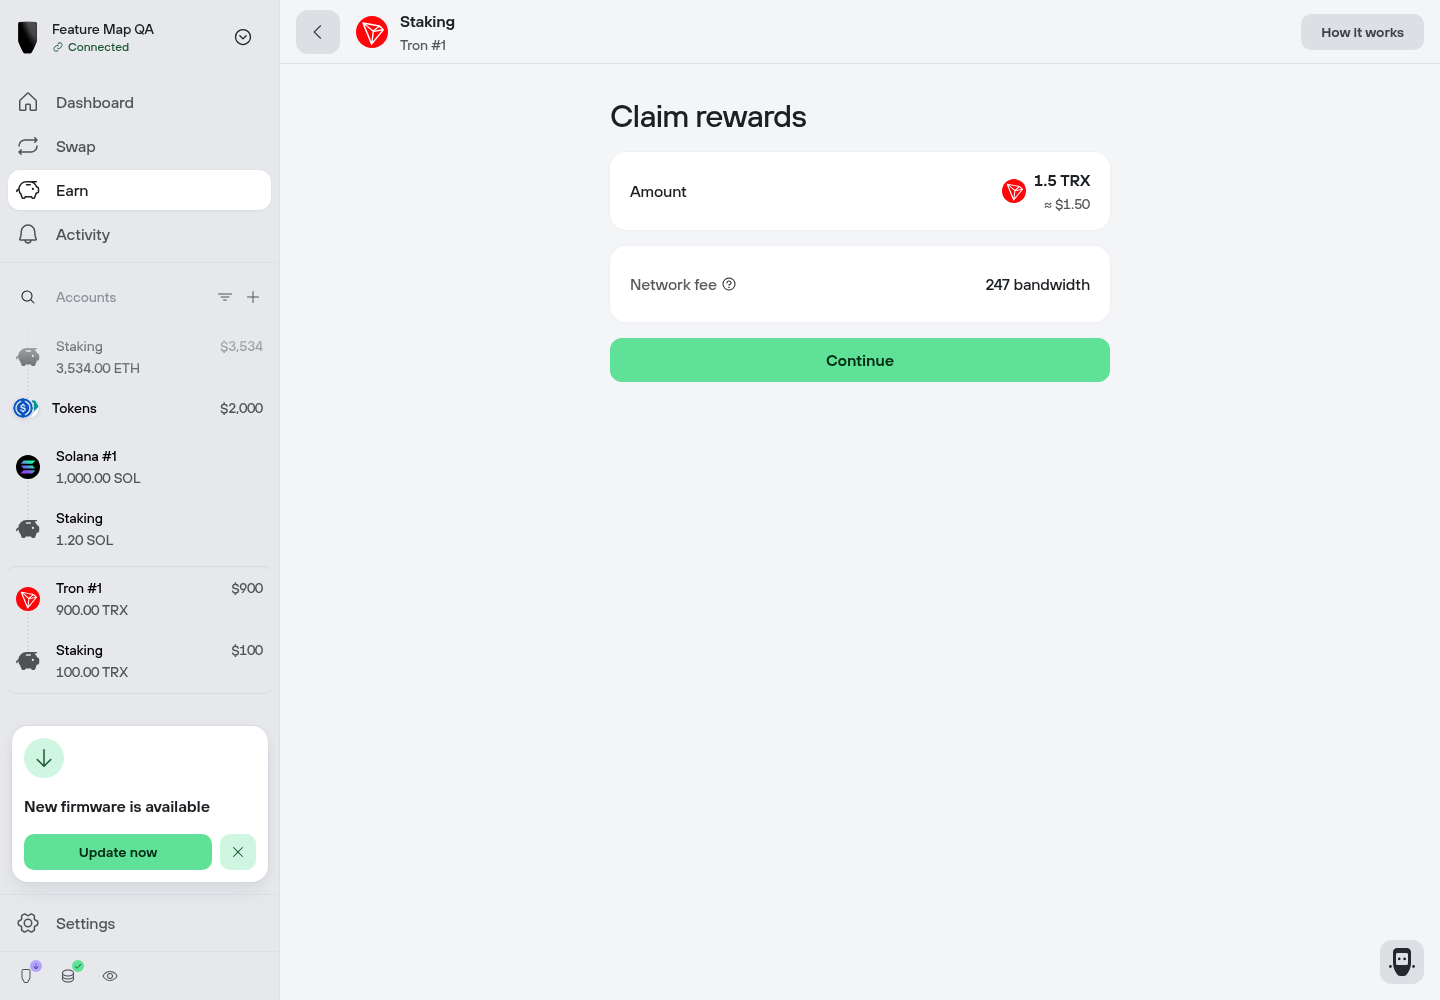 Feature Map QA
Connected
Dashboard
Swap
Earn
Activity
Accounts
Staking $3,534
3,534.00 ETH
Tokens $2,000
Solana #1
1,000.00 SOL
Staking
1.20 SOL
Tron #1 $900
900.00 TRX
Staking $100
100.00 TRX
New firmware is available
Update now
Settings
Staking
Tron #1
How it works
Claim rewards
Amount 1.5 TRX
≈ $1.50
Network fee 247 bandwidth
Continue